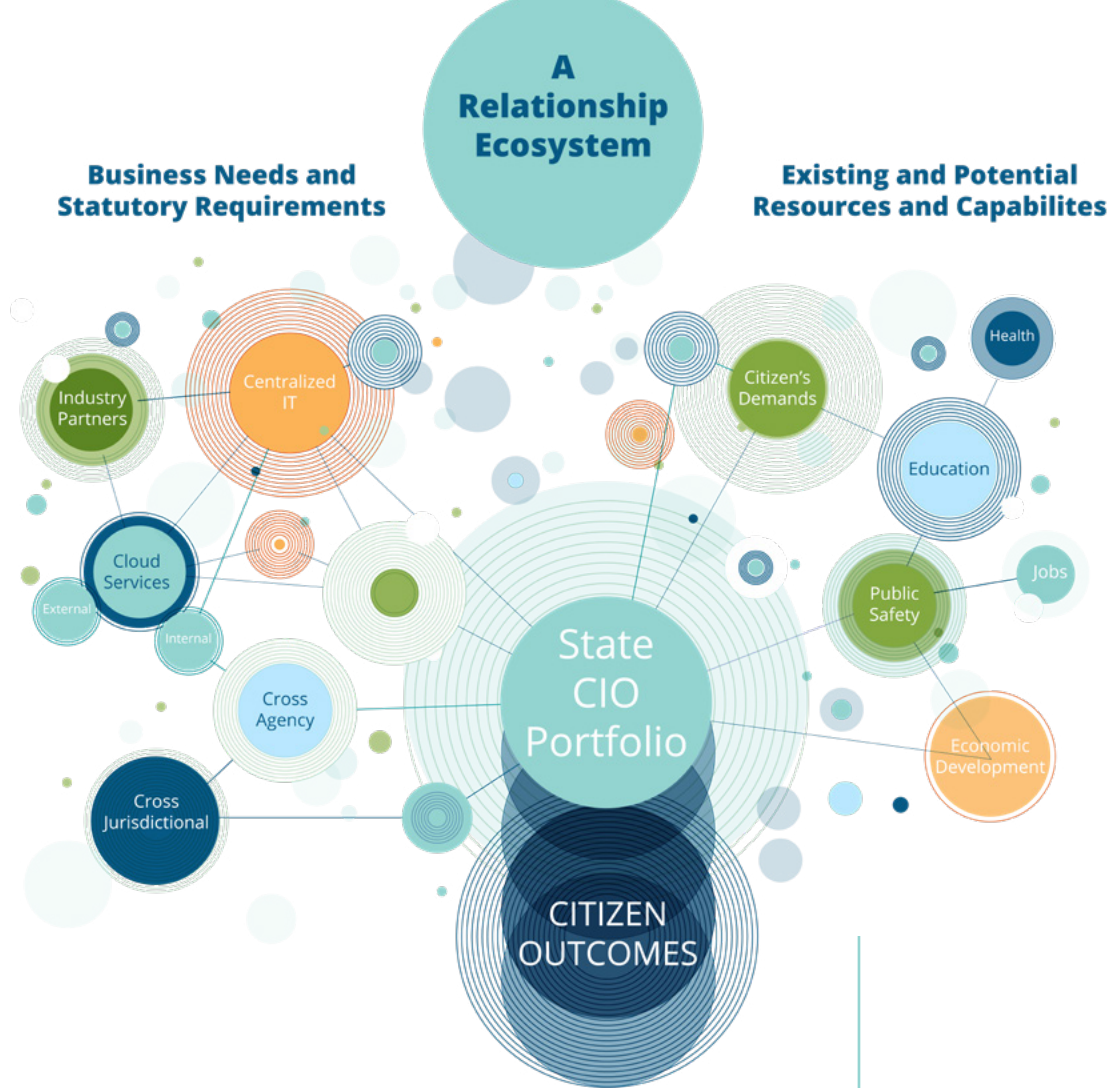 A
Relationship
Ecosystem
Business Needs and
Statutory Requirements
Existing and Potential
Resources and Capabilites
Industry
Partners
Centralized
IT
Cloud
Services
External
Internal
Cross
Agency
Cross
Jurisdictional
Citizen's
Demands
Health
Education
Public
Safety
Jobs
Economic
Development
State
CIO
Portfolio
CITIZEN
OUTCOMES